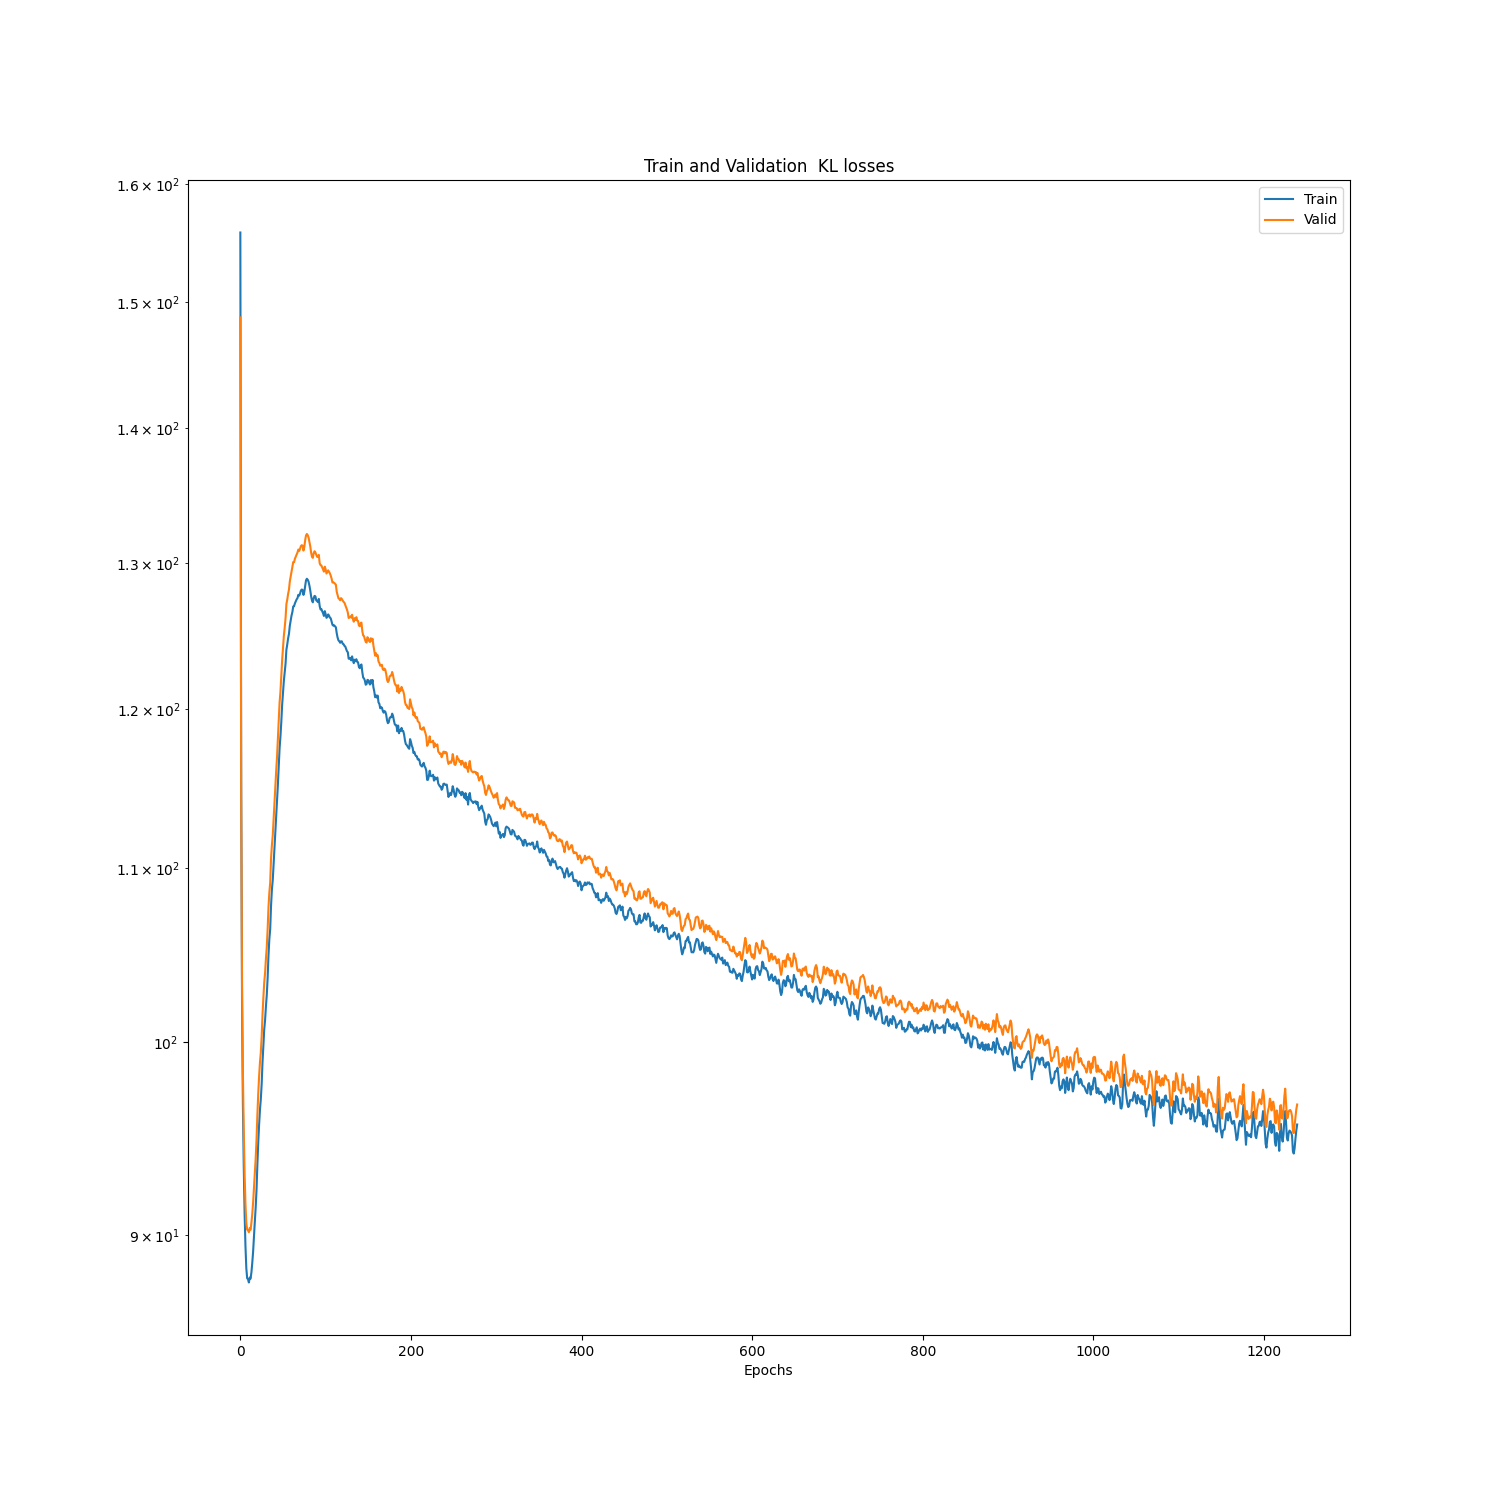 Train and Validation  KL losses
1.6 × 10²
1.5 × 10²
1.4 × 10²
1.3 × 10²
1.2 × 10²
1.1 × 10²
10²
9 × 10¹
Train
Valid
0 200 400 600 800 1000 1200
Epochs